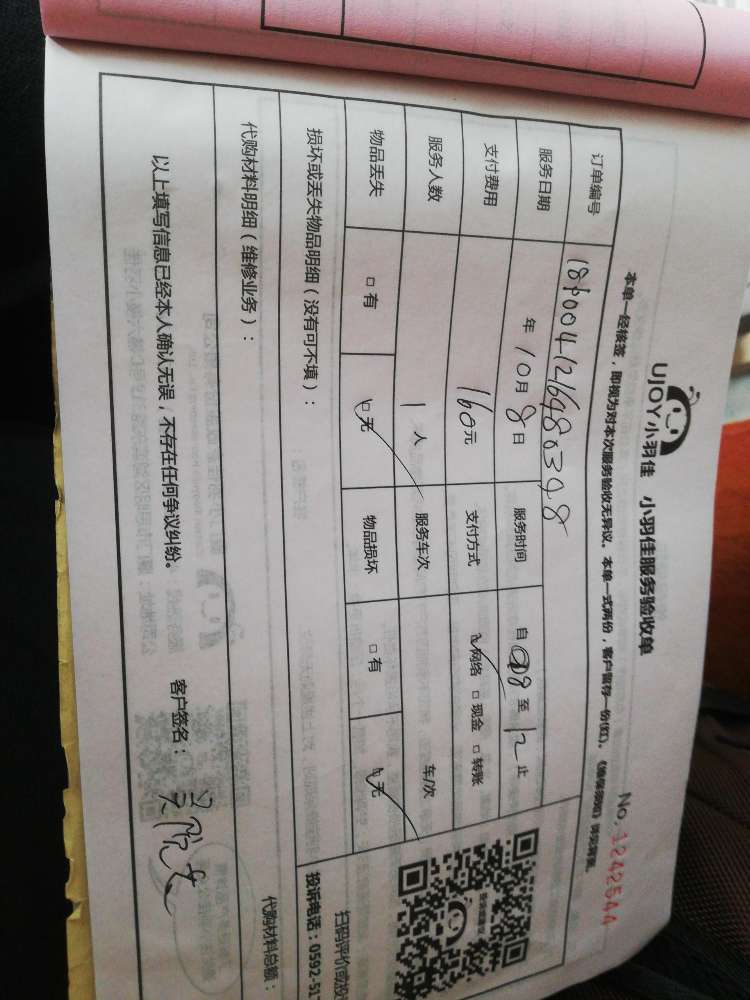 UJOY小羽佳 小羽佳服务验收单
No. 1242544
本单一经核签，即视为对本次服务验收无异议。本单一式两份，客户留存一份(红)。
订单编号
服务日期 年 10月 8日 服务时间 自 08 至 12 止
支付费用 160元 支付方式 ☑网络 □现金 □转账
服务人数 1人 服务车次 车/次
物品丢失 □有 ☑无 物品损坏 □有 ☑无
损坏或丢失物品明细（没有可不填）：
扫码评价或投
投诉电话：0592-51
代购材料明细（维修业务）：
代购材料总额：
以上填写信息已经本人确认无误，不存在任何争议纠纷。 客户签名：